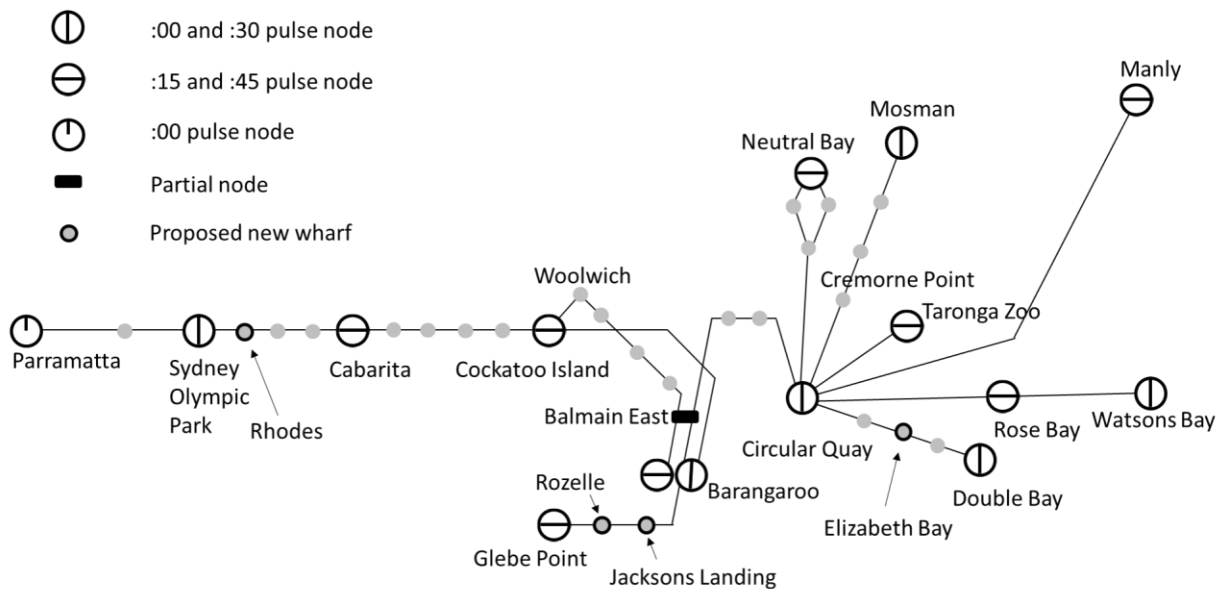 :00 and :30 pulse node
:15 and :45 pulse node
:00 pulse node
Partial node
Proposed new wharf
Manly
Mosman
Neutral Bay
Woolwich
Cremorne Point
Taronga Zoo
Parramatta
Sydney
Olympic
Park
Rhodes
Cabarita
Cockatoo Island
Balmain East
Circular Quay
Rose Bay
Watsons Bay
Barangaroo
Double Bay
Rozelle
Elizabeth Bay
Glebe Point
Jacksons Landing